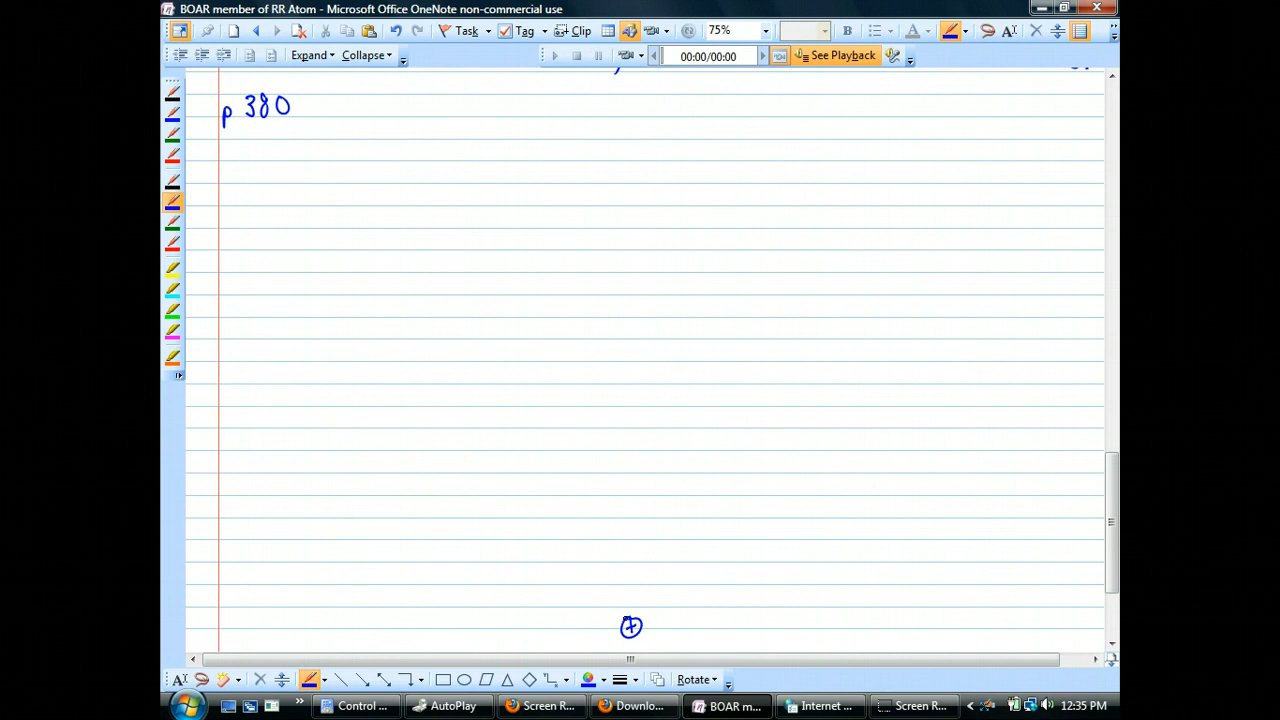 BOAR member of RR Atom - Microsoft Office OneNote non-commercial use
Task Tag Clip 75% B A
Expand Collapse 00:00/00:00 See Playback
p 380
+
Rotate
Control ... AutoPlay Screen R... Downlo... BOAR m... Internet ... Screen R... 12:35 PM